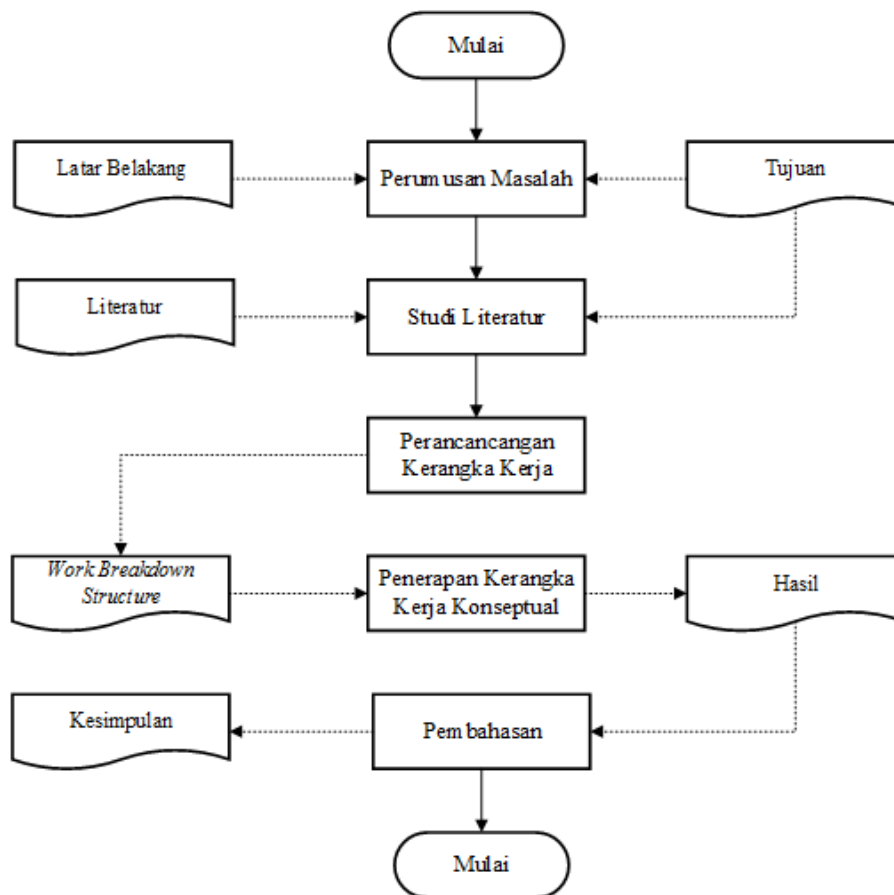 Mulai
Latar Belakang
Perumusan Masalah
Tujuan
Literatur
Studi Literatur
Perancancangan
Kerangka Kerja
Work Breakdown
Structure
Penerapan Kerangka
Kerja Konseptual
Hasil
Kesimpulan
Pembahasan
Mulai